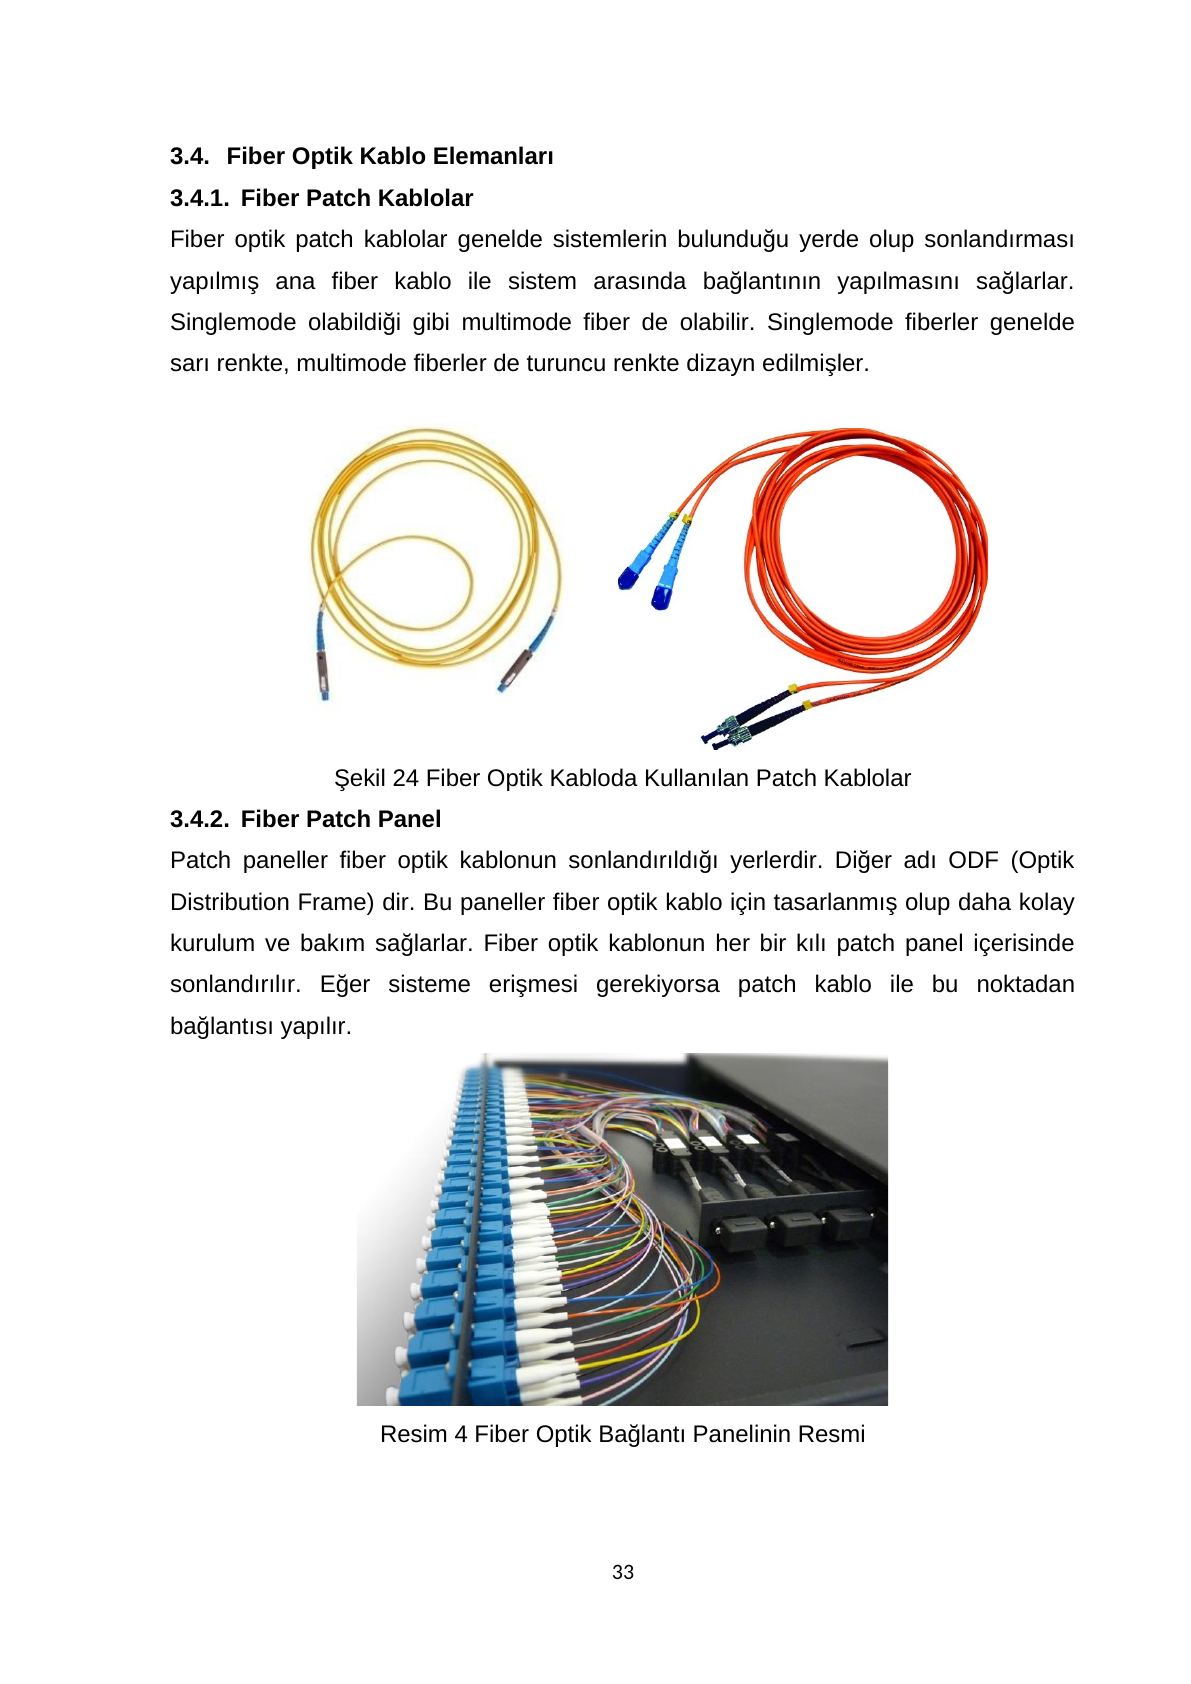 3.4. Fiber Optik Kablo Elemanları
3.4.1. Fiber Patch Kablolar
Fiber optik patch kablolar genelde sistemlerin bulunduğu yerde olup sonlandırması
yapılmış ana fiber kablo ile sistem arasında bağlantının yapılmasını sağlarlar.
Singlemode olabildiği gibi multimode fiber de olabilir. Singlemode fiberler genelde
sarı renkte, multimode fiberler de turuncu renkte dizayn edilmişler.
Şekil 24 Fiber Optik Kabloda Kullanılan Patch Kablolar
3.4.2. Fiber Patch Panel
Patch paneller fiber optik kablonun sonlandırıldığı yerlerdir. Diğer adı ODF (Optik
Distribution Frame) dir. Bu paneller fiber optik kablo için tasarlanmış olup daha kolay
kurulum ve bakım sağlarlar. Fiber optik kablonun her bir kılı patch panel içerisinde
sonlandırılır. Eğer sisteme erişmesi gerekiyorsa patch kablo ile bu noktadan
bağlantısı yapılır.
Resim 4 Fiber Optik Bağlantı Panelinin Resmi
33